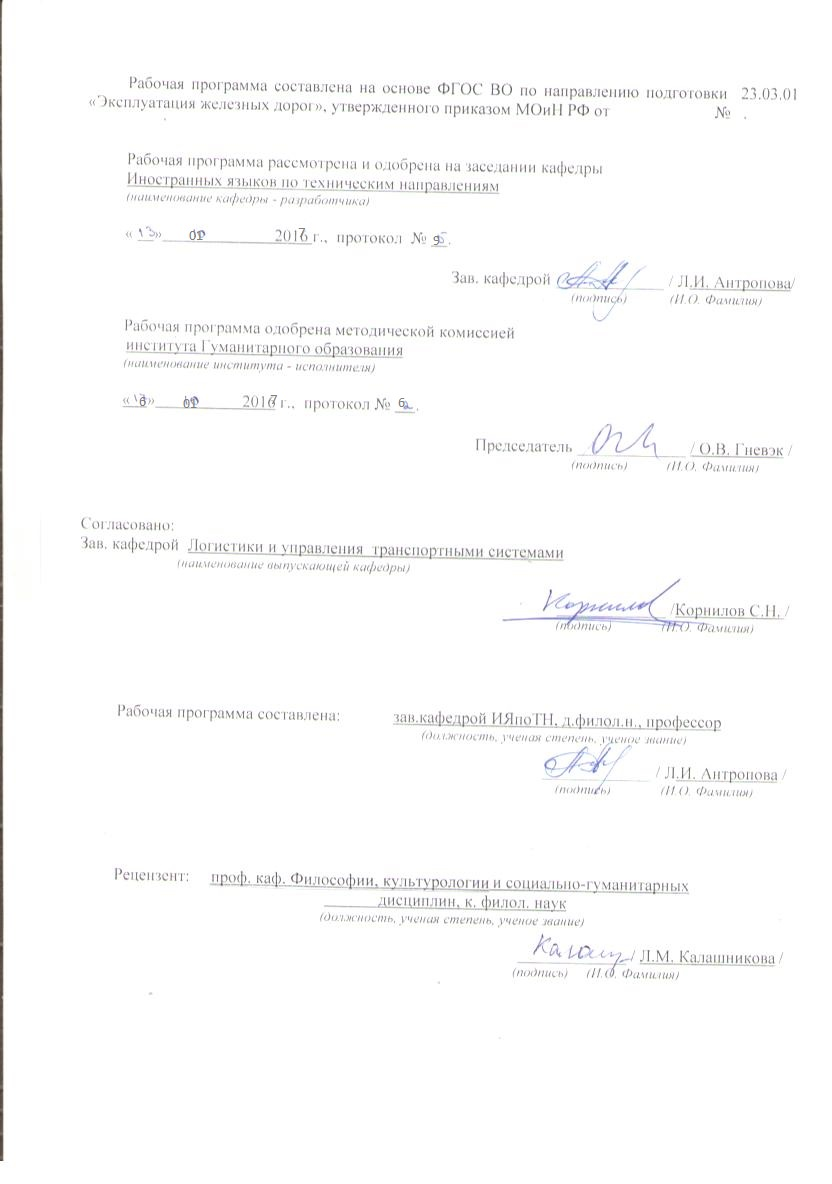 Рабочая программа составлена на основе ФГОС ВО по направлению подготовки 23.03.01
«Эксплуатация железных дорог», утвержденного приказом МОиН РФ от № .
Рабочая программа рассмотрена и одобрена на заседании кафедры
Иностранных языков по техническим направлениям
(наименование кафедры - разработчика)
«13» 2017 г., протокол № .
Зав. кафедрой / Л.И. Антропова/
(подпись) (И.О. Фамилия)
Рабочая программа одобрена методической комиссией
института Гуманитарного образования
(наименование института - исполнителя)
« » 2017 г., протокол № .
Председатель / О.В. Гневэк /
(подпись) (И.О. Фамилия)
Согласовано:
Зав. кафедрой Логистики и управления транспортными системами
(наименование выпускающей кафедры)
Корнилов /Корнилов С.Н. /
(подпись) (И.О. Фамилия)
Рабочая программа составлена: зав.кафедрой ИЯпоТН, д.филол.н., профессор
(должность, ученая степень, ученое звание)
/ Л.И. Антропова /
(подпись) (И.О. Фамилия)
Рецензент: проф. каф. Философии, культурологии и социально-гуманитарных
дисциплин, к. филол. наук
(должность, ученая степень, ученое звание)
/ Л.М. Калашникова /
(подпись) (И.О. Фамилия)